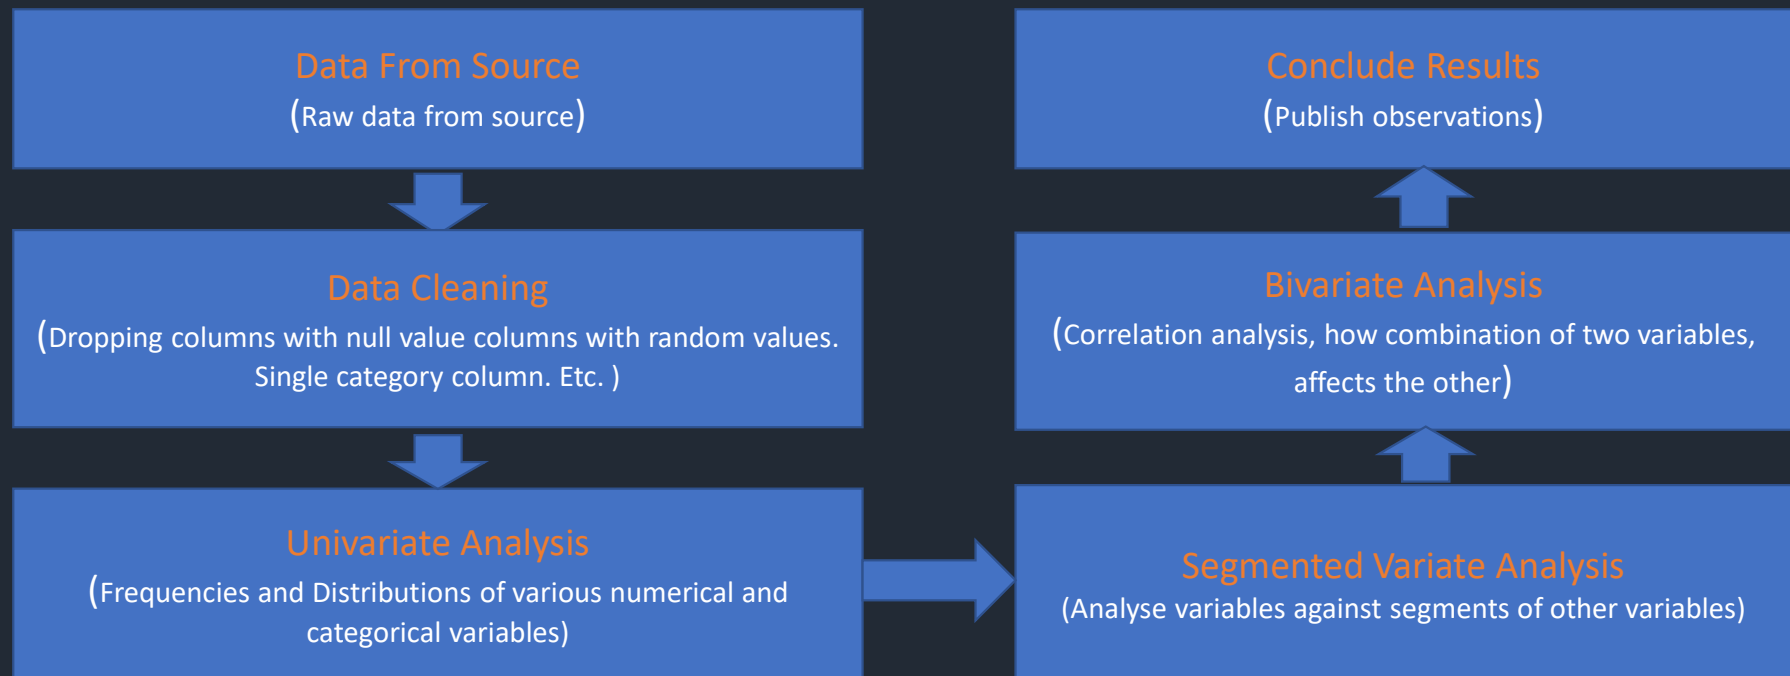 Data From Source
(Raw data from source)
Data Cleaning
(Dropping columns with null value columns with random values.
Single category column. Etc. )
Univariate Analysis
(Frequencies and Distributions of various numerical and
categorical variables)
Segmented Variate Analysis
(Analyse variables against segments of other variables)
Bivariate Analysis
(Correlation analysis, how combination of two variables,
affects the other)
Conclude Results
(Publish observations)